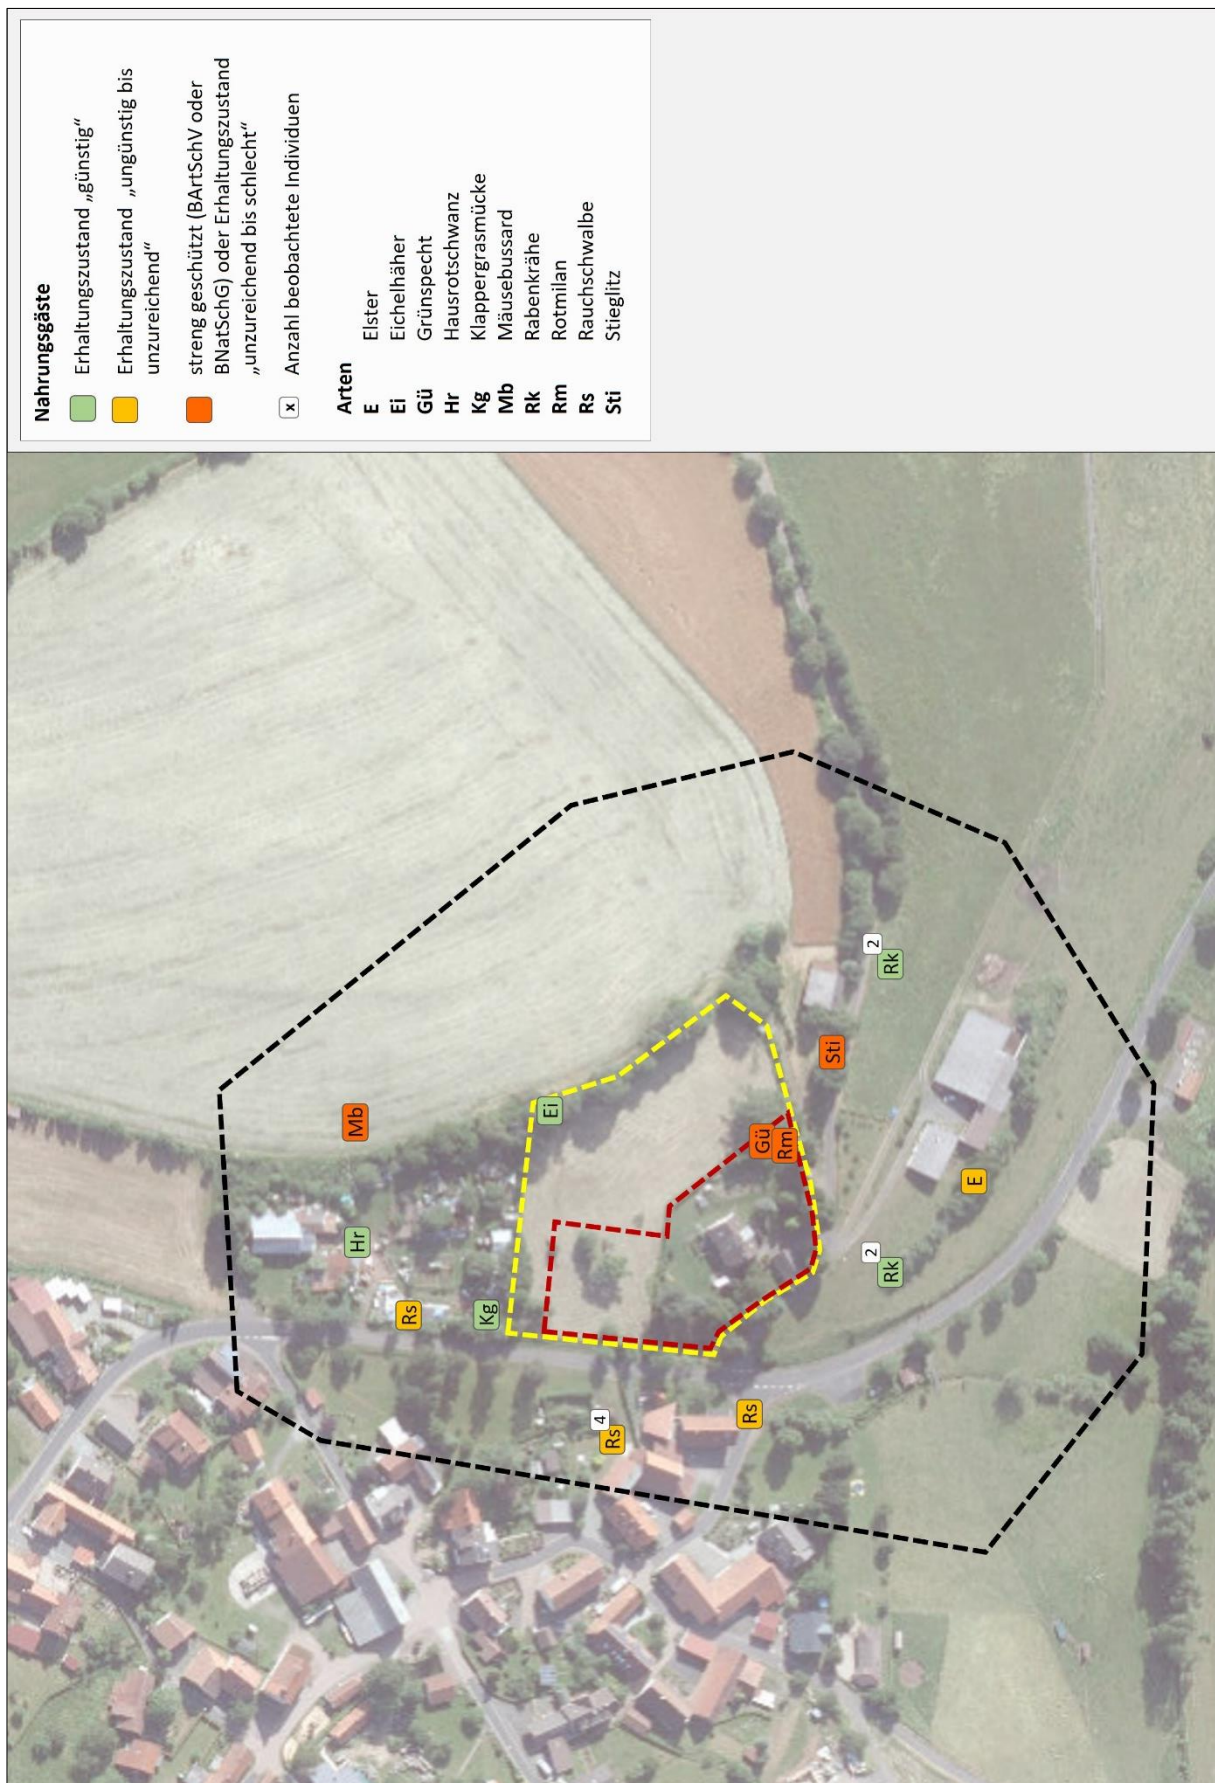 Nahrungsgäste
Erhaltungszustand „günstig“
Erhaltungszustand „ungünstig bis
unzureichend“
streng geschützt (BArtSchV oder
BNatSchG) oder Erhaltungszustand
„unzureichend bis schlecht“
x Anzahl beobachtete Individuen
Arten
E Elster
Ei Eichelhäher
Gü Grünspecht
Hr Hausrotschwanz
Kg Klappergrasmücke
Mb Mäusebussard
Rk Rabenkrähe
Rm Rotmilan
Rs Rauchschwalbe
Sti Stieglitz
Mb
Hr
Rs
Kg
Ei
4
Rs
Rs
Gü
Rm
Sti
2
Rk
2
Rk
E